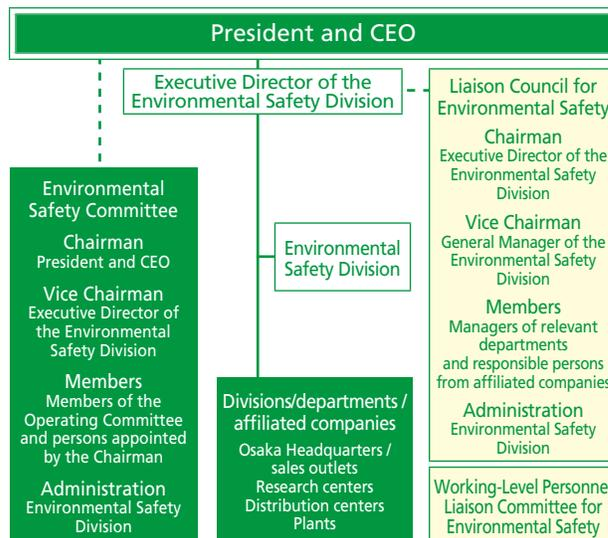 President and CEO
Executive Director of the
Environmental Safety Division
Environmental
Safety Committee
Chairman
President and CEO
Vice Chairman
Executive Director of
the Environmental
Safety Division
Members
Members of the
Operating Committee
and persons appointed
by the Chairman
Administration
Environmental Safety
Division
Environmental
Safety Division
Divisions/departments /
affiliated companies
Osaka Headquarters /
sales outlets
Research centers
Distribution centers
Plants
Liaison Council for
Environmental Safety
Chairman
Executive Director of the
Environmental Safety
Division
Vice Chairman
General Manager of the
Environmental Safety
Division
Members
Managers of relevant
departments
and responsible persons
from affiliated companies
Administration
Environmental Safety
Division
Working-Level Personnel
Liaison Committee for
Environmental Safety